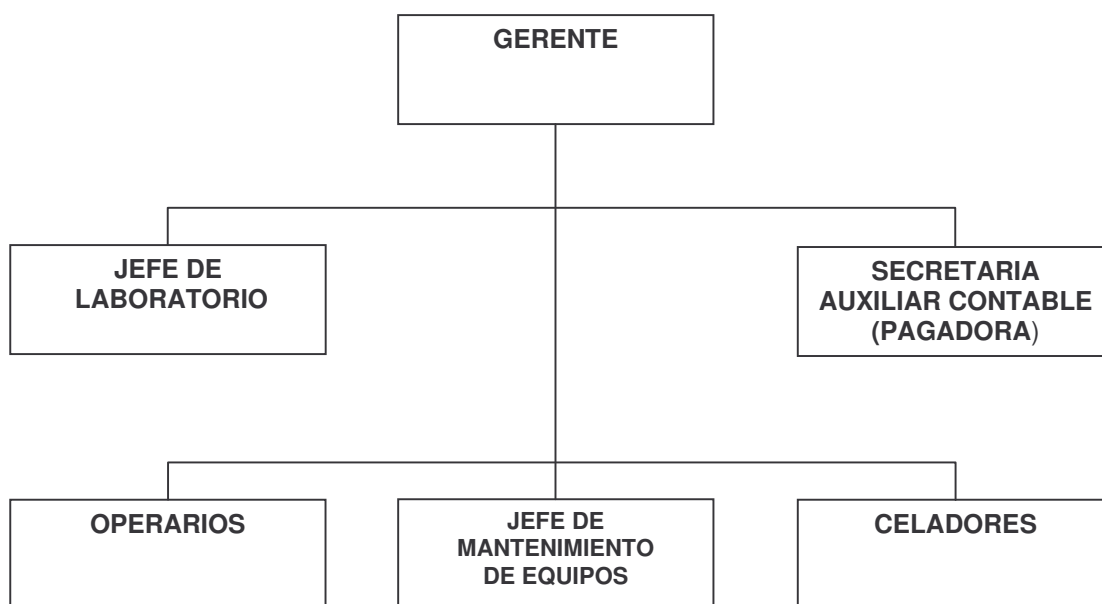 GERENTE
JEFE DE
LABORATORIO
SECRETARIA
AUXILIAR CONTABLE
(PAGADORA)
OPERARIOS
JEFE DE
MANTENIMIENTO
DE EQUIPOS
CELADORES